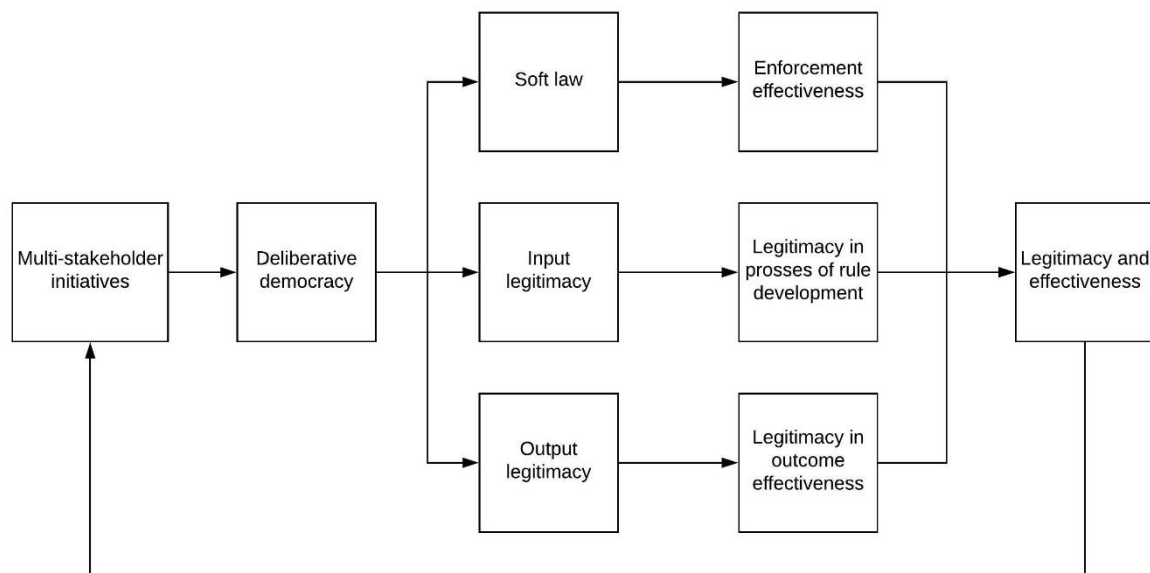 Soft law
Enforcement
effectiveness
Multi-stakeholder
initiatives
Deliberative
democracy
Input
legitimacy
Legitimacy in
prosses of rule
development
Legitimacy and
effectiveness
Output
legitimacy
Legitimacy in
outcome
effectiveness